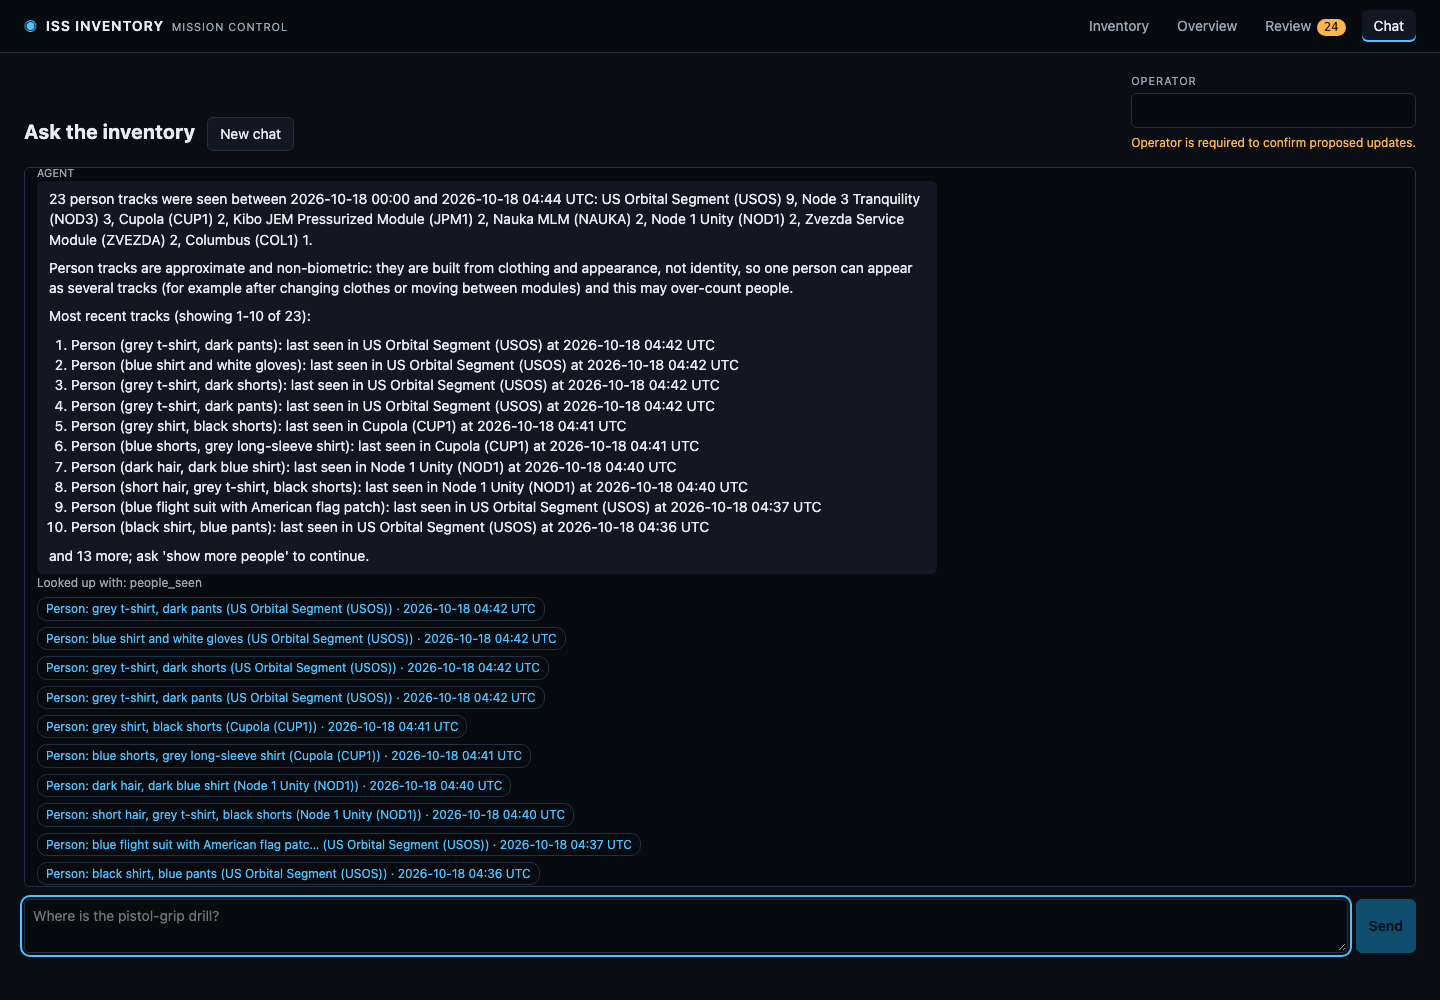 ISS INVENTORY MISSION CONTROL
Inventory Overview Review 24 Chat
OPERATOR
Ask the inventory New chat
Operator is required to confirm proposed updates.
AGENT
23 person tracks were seen between 2026-10-18 00:00 and 2026-10-18 04:44 UTC: US Orbital Segment (USOS) 9, Node 3 Tranquility
(NOD3) 3, Cupola (CUP1) 2, Kibo JEM Pressurized Module (JPM1) 2, Nauka MLM (NAUKA) 2, Node 1 Unity (NOD1) 2, Zvezda Service
Module (ZVEZDA) 2, Columbus (COL1) 1.
Person tracks are approximate and non-biometric: they are built from clothing and appearance, not identity, so one person can appear
as several tracks (for example after changing clothes or moving between modules) and this may over-count people.
Most recent tracks (showing 1-10 of 23):
1. Person (grey t-shirt, dark pants): last seen in US Orbital Segment (USOS) at 2026-10-18 04:42 UTC
2. Person (blue shirt and white gloves): last seen in US Orbital Segment (USOS) at 2026-10-18 04:42 UTC
3. Person (grey t-shirt, dark shorts): last seen in US Orbital Segment (USOS) at 2026-10-18 04:42 UTC
4. Person (grey t-shirt, dark pants): last seen in US Orbital Segment (USOS) at 2026-10-18 04:42 UTC
5. Person (grey shirt, black shorts): last seen in Cupola (CUP1) at 2026-10-18 04:41 UTC
6. Person (blue shorts, grey long-sleeve shirt): last seen in Cupola (CUP1) at 2026-10-18 04:41 UTC
7. Person (dark hair, dark blue shirt): last seen in Node 1 Unity (NOD1) at 2026-10-18 04:40 UTC
8. Person (short hair, grey t-shirt, black shorts): last seen in Node 1 Unity (NOD1) at 2026-10-18 04:40 UTC
9. Person (blue flight suit with American flag patch): last seen in US Orbital Segment (USOS) at 2026-10-18 04:37 UTC
10. Person (black shirt, blue pants): last seen in US Orbital Segment (USOS) at 2026-10-18 04:36 UTC
and 13 more; ask 'show more people' to continue.
Looked up with: people_seen
Person: grey t-shirt, dark pants (US Orbital Segment (USOS)) · 2026-10-18 04:42 UTC
Person: blue shirt and white gloves (US Orbital Segment (USOS)) · 2026-10-18 04:42 UTC
Person: grey t-shirt, dark shorts (US Orbital Segment (USOS)) · 2026-10-18 04:42 UTC
Person: grey t-shirt, dark pants (US Orbital Segment (USOS)) · 2026-10-18 04:42 UTC
Person: grey shirt, black shorts (Cupola (CUP1)) · 2026-10-18 04:41 UTC
Person: blue shorts, grey long-sleeve shirt (Cupola (CUP1)) · 2026-10-18 04:41 UTC
Person: dark hair, dark blue shirt (Node 1 Unity (NOD1)) · 2026-10-18 04:40 UTC
Person: short hair, grey t-shirt, black shorts (Node 1 Unity (NOD1)) · 2026-10-18 04:40 UTC
Person: blue flight suit with American flag patc... (US Orbital Segment (USOS)) · 2026-10-18 04:37 UTC
Person: black shirt, blue pants (US Orbital Segment (USOS)) · 2026-10-18 04:36 UTC
Where is the pistol-grip drill?
Send